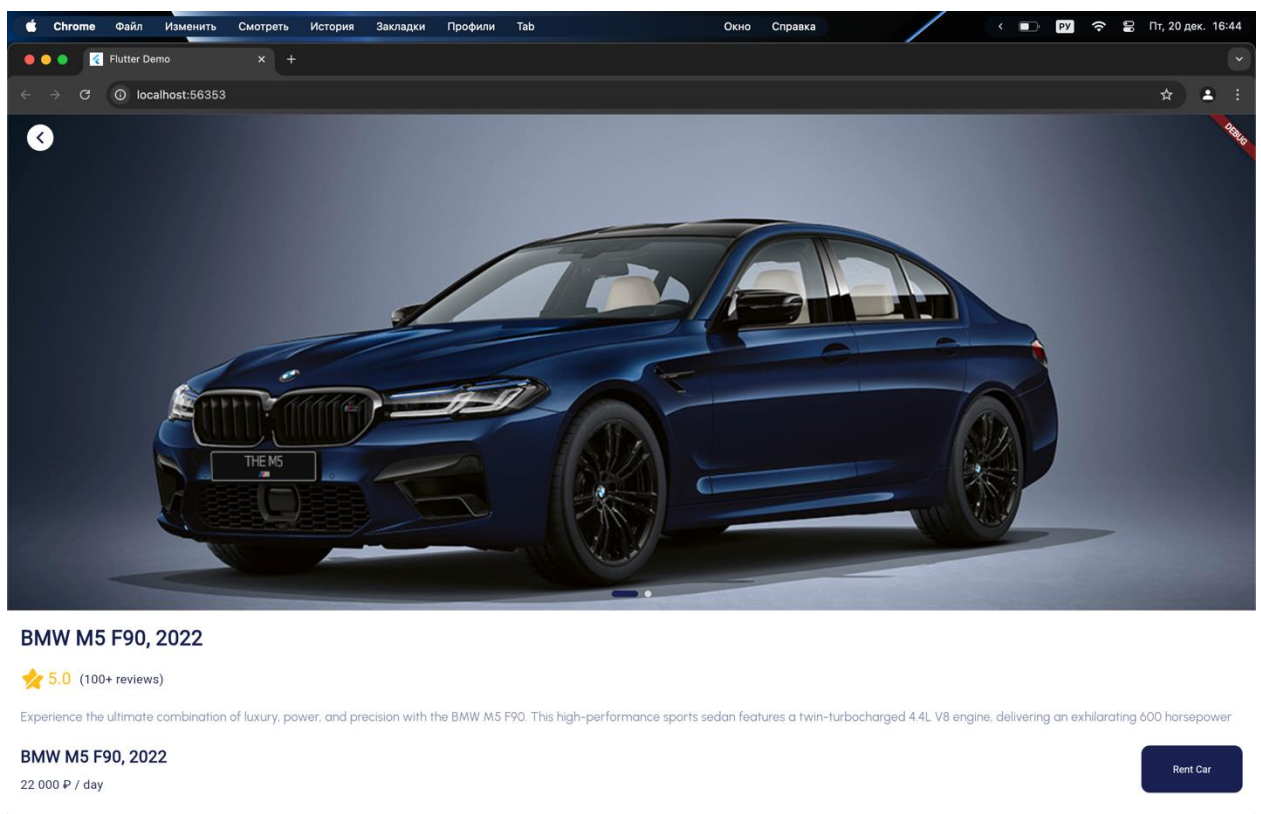 Chrome Файл Изменить Смотреть История Закладки Профили Tab Окно Справка РУ Пт, 20 дек. 16:44
Flutter Demo
localhost:56353
DEBUG
THE M5
BMW M5 F90, 2022
5.0 (100+ reviews)
Experience the ultimate combination of luxury, power, and precision with the BMW M5 F90. This high-performance sports sedan features a twin-turbocharged 4.4L V8 engine, delivering an exhilarating 600 horsepower
BMW M5 F90, 2022
22 000 ₽ / day
Rent Car